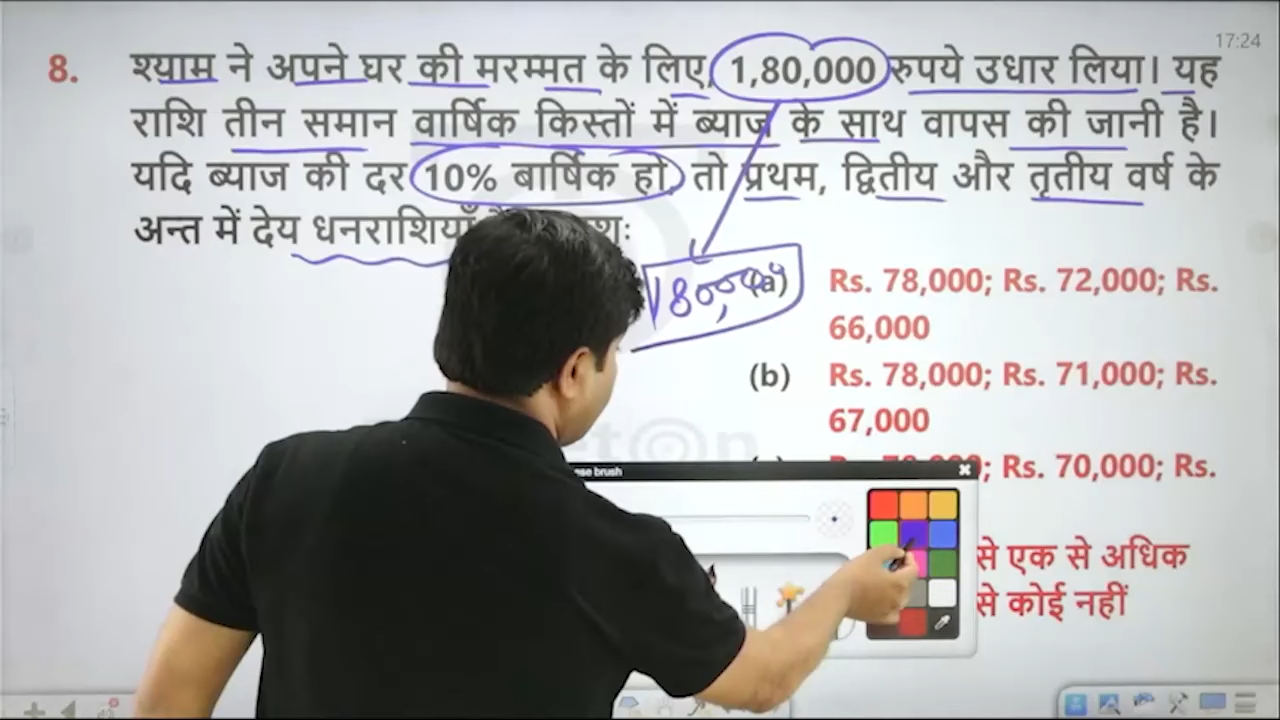 17:24
8. श्याम ने अपने घर की मरम्मत के लिए 1,80,000 रुपये उधार लिया। यह
राशि तीन समान वार्षिक किस्तों में ब्याज के साथ वापस की जानी है।
यदि ब्याज की दर 10% बार्षिक हो, तो प्रथम, द्वितीय और तृतीय वर्ष के
अन्त में देय धनराशियाँ
180,000
(a) Rs. 78,000; Rs. 72,000; Rs.
66,000
(b) Rs. 78,000; Rs. 71,000; Rs.
67,000
Rs. 70,000; Rs.
से एक से अधिक
से कोई नहीं